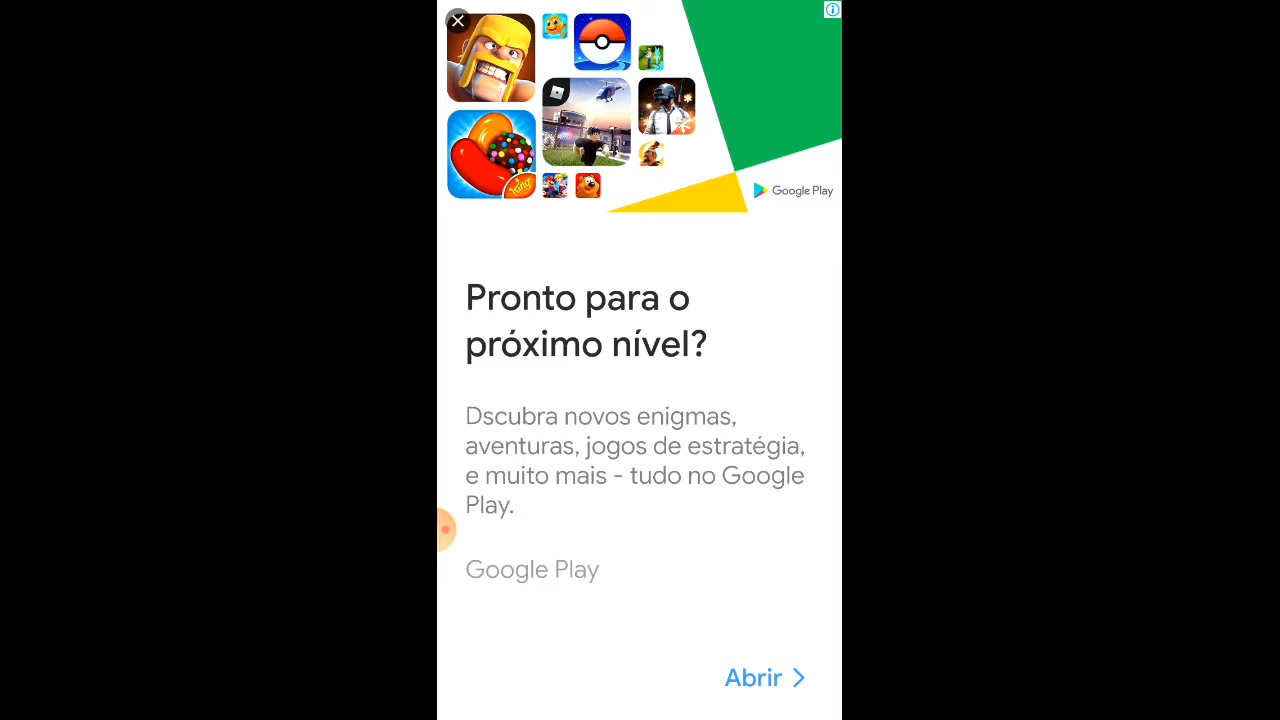 King
Google Play
Pronto para o
próximo nível?
Dscubra novos enigmas,
aventuras, jogos de estratégia,
e muito mais - tudo no Google
Play.
Google Play
Abrir